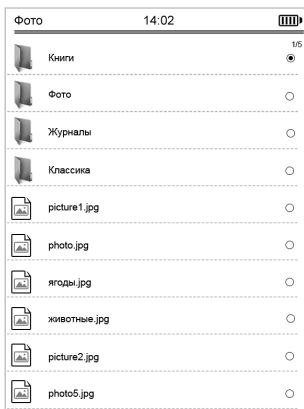 Фото 14:02
1/5
Книги
Фото
Журналы
Классика
picture1.jpg
photo.jpg
ягоды.jpg
животные.jpg
picture2.jpg
photo5.jpg